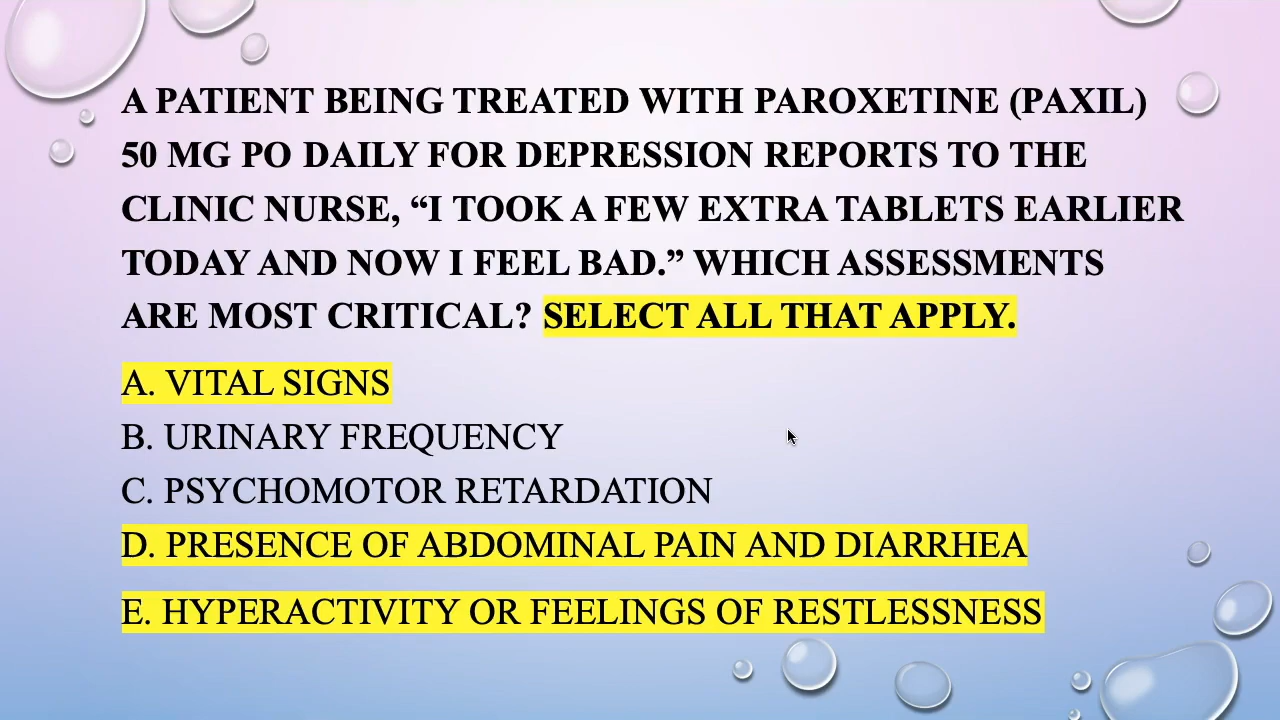 A PATIENT BEING TREATED WITH PAROXETINE (PAXIL)
50 MG PO DAILY FOR DEPRESSION REPORTS TO THE
CLINIC NURSE, “I TOOK A FEW EXTRA TABLETS EARLIER
TODAY AND NOW I FEEL BAD.” WHICH ASSESSMENTS
ARE MOST CRITICAL? SELECT ALL THAT APPLY.
A. VITAL SIGNS
B. URINARY FREQUENCY
C. PSYCHOMOTOR RETARDATION
D. PRESENCE OF ABDOMINAL PAIN AND DIARRHEA
E. HYPERACTIVITY OR FEELINGS OF RESTLESSNESS